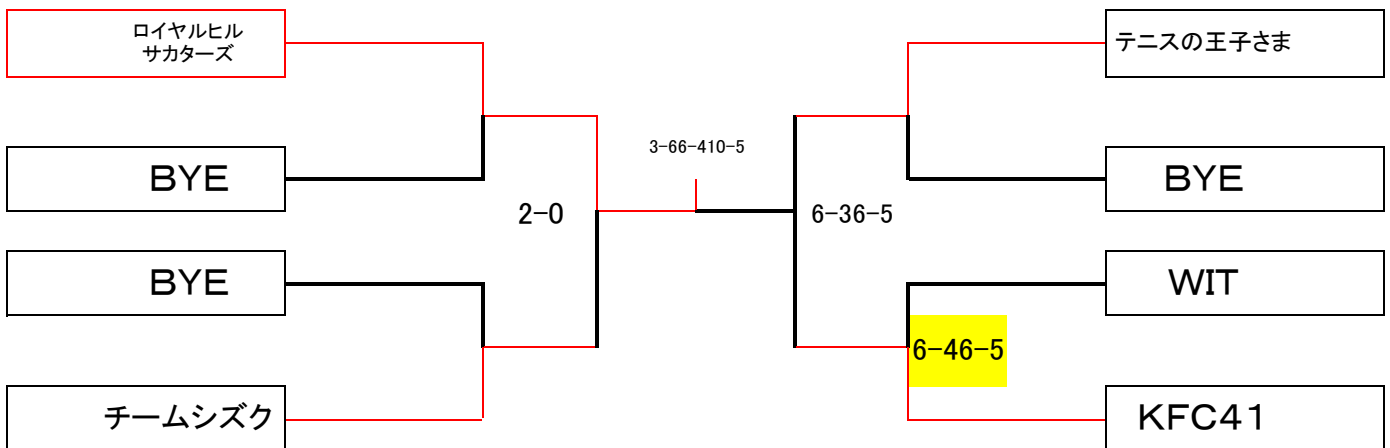 ロイヤルヒル
サカターズ
テニスの王子さま
3-66-410-5
BYE
BYE
2-0
6-36-5
BYE
WIT
6-46-5
チームシズク
KFC41